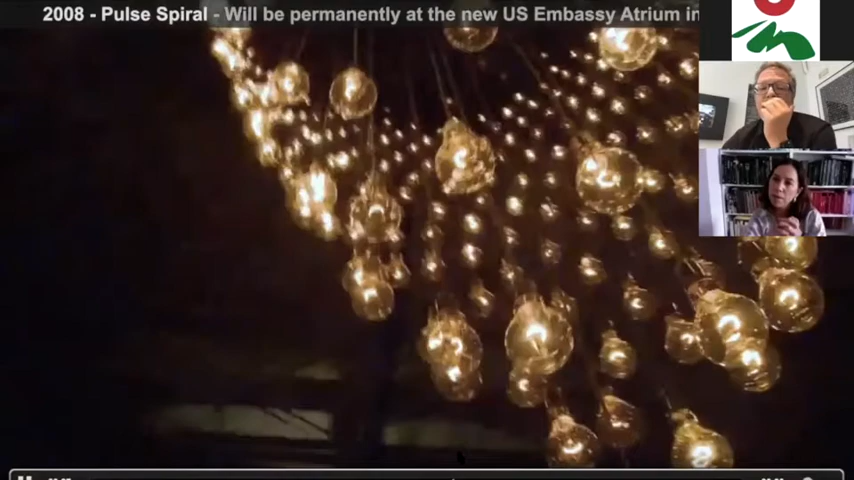 2008 - Pulse Spiral - Will be permanently at the new US Embassy Atrium in